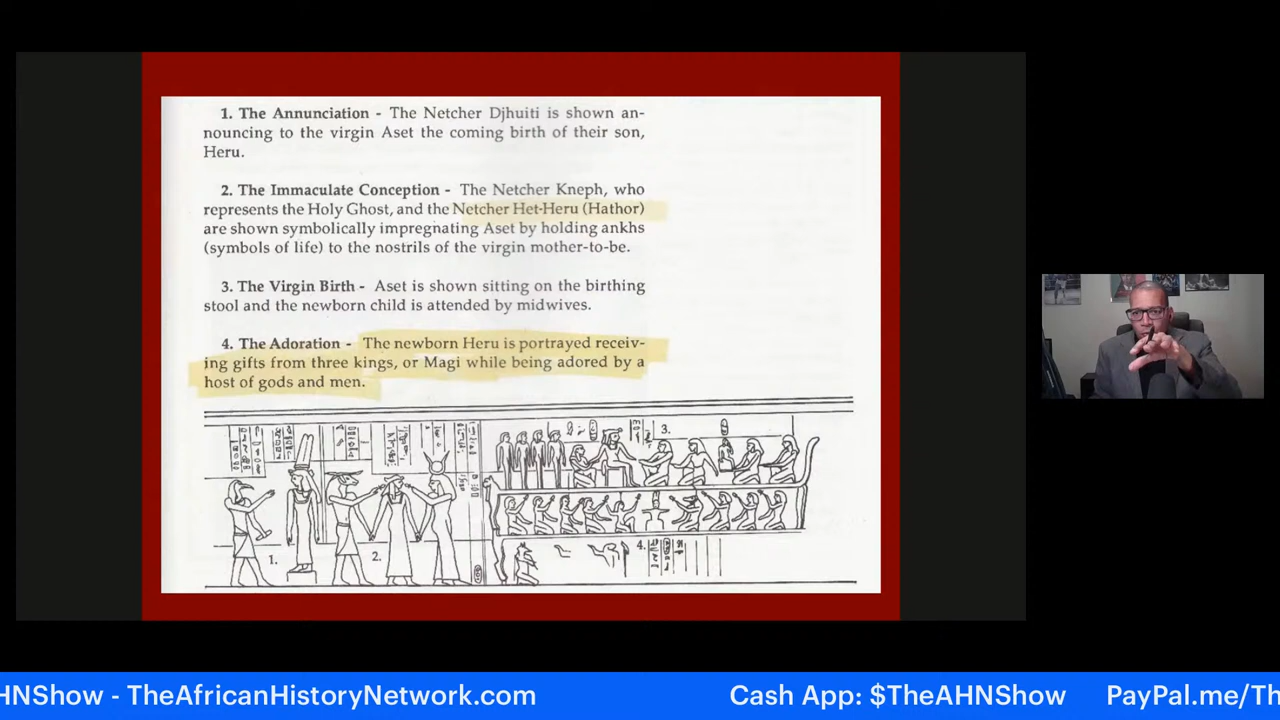 1. The Annunciation - The Netcher Djhuiti is shown an-
nouncing to the virgin Aset the coming birth of their son,
Heru.
2. The Immaculate Conception - The Netcher Kneph, who
represents the Holy Ghost, and the Netcher Het-Heru (Hathor)
are shown symbolically impregnating Aset by holding ankhs
(symbols of life) to the nostrils of the virgin mother-to-be.
3. The Virgin Birth - Aset is shown sitting on the birthing
stool and the newborn child is attended by midwives.
4. The Adoration - The newborn Heru is portrayed receiv-
ing gifts from three kings, or Magi while being adored by a
host of gods and men.
3.
4.
1.
2.
HNShow - TheAfricanHistoryNetwork.com Cash App: $TheAHNShow PayPal.me/Th